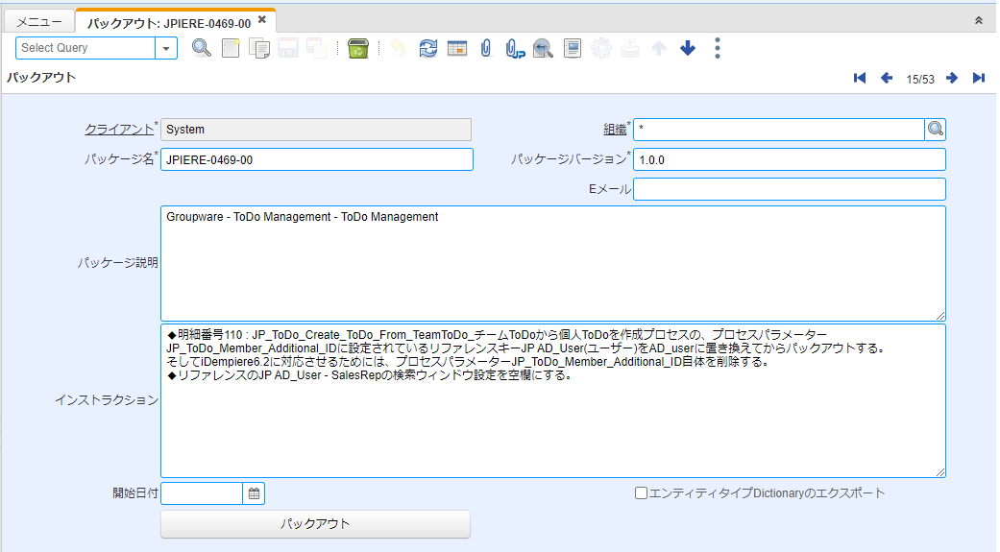 メニュー
パックアウト: JPIERE-0469-00
Select Query
パックアウト
15/53
クライアント* System
組織* *
パッケージ名* JPIERE-0469-00
パッケージバージョン* 1.0.0
Eメール
パッケージ説明
Groupware - ToDo Management - ToDo Management
インストラクション
◆明細番号110 : JP_ToDo_Create_ToDo_From_TeamToDo_チームToDoから個人ToDoを作成プロセスの、プロセスパラメーター
JP_ToDo_Member_Additional_IDに設定されているリファレンスキーJP AD_User(ユーザー)をAD_userに置き換えてからパックアウトする。
そしてiDempiere6.2に対応させるためには、プロセスパラメーターJP_ToDo_Member_Additional_ID自体を削除する。
◆リファレンスのJP AD_User - SalesRepの検索ウィンドウ設定を空欄にする。
開始日付
エンティティタイプDictionaryのエクスポート
パックアウト